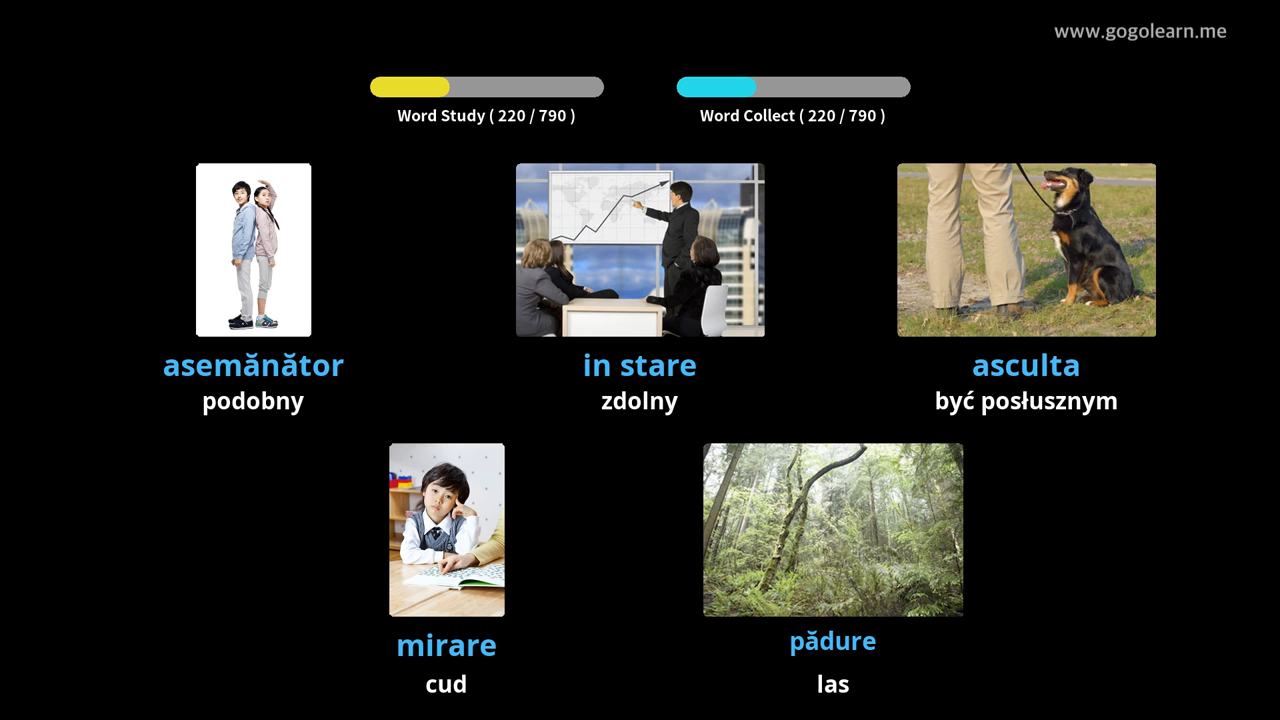 www.gogolearn.me
Word Study ( 220 / 790 )
Word Collect ( 220 / 790 )
asemănător
in stare
asculta
podobny
zdolny
być posłusznym
mirare
pădure
cud
las